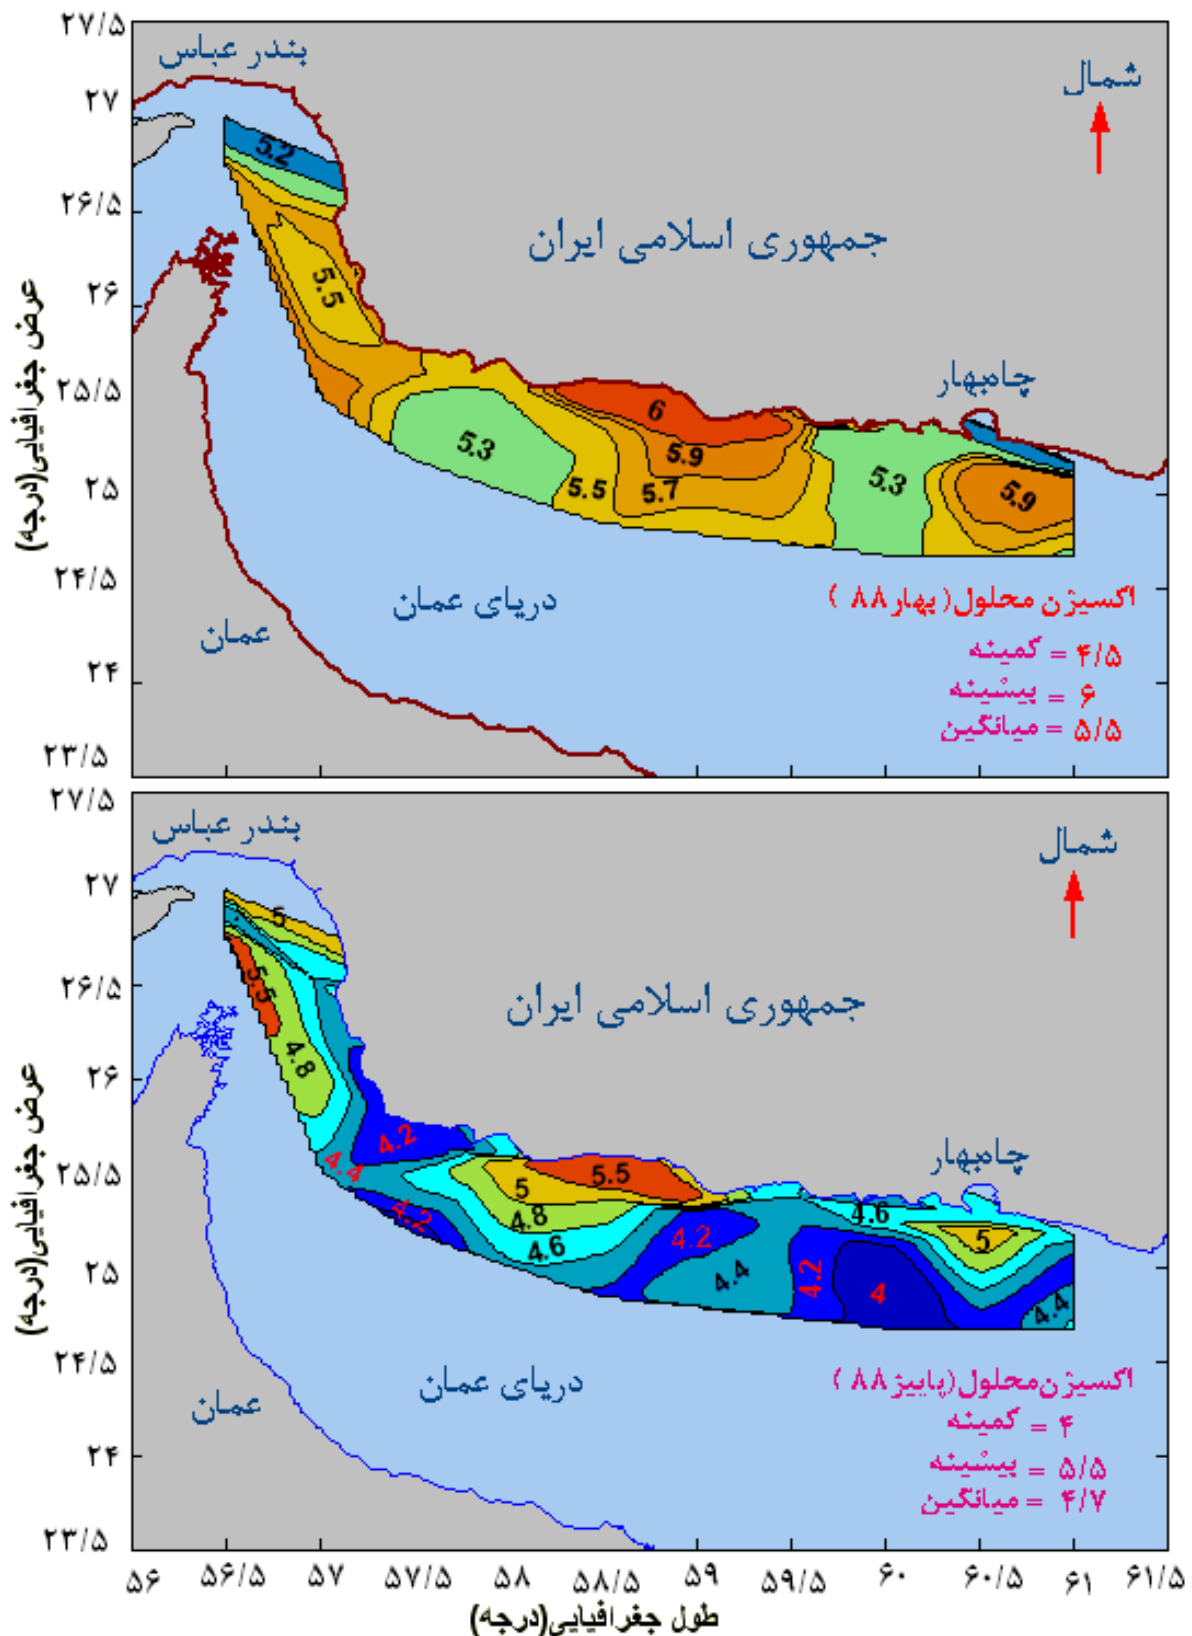 ۲۷/۵
بندر عباس
شمال
۲۷
5.2
۲۶/۵
جمهوری اسلامی ایران
5.5
۲۶
عرض جغرافیایی(درجه)
چابهار
۲۵/۵
6
5.3
5.9
5.3
5.5
5.7
5.9
۲۵
۲۴/۵
دریای عمان
اکسیژن محلول(بهار۸۸ )
عمان
کمینه = ۴/۵
۲۴
بیشینه = ۶
میانگین = ۵/۵
۲۳/۵
۲۷/۵
بندر عباس
شمال
۲۷
5
5.5
۲۶/۵
جمهوری اسلامی ایران
4.8
۲۶
عرض جغرافیایی(درجه)
4.2
چابهار
4.4
5.5
۲۵/۵
5
4.2
4.8
4.6
4.6
4.2
5
۲۵
4.4
4.2
4
4.4
۲۴/۵
دریای عمان
اکسیژن محلول(پاییز۸۸ )
عمان
کمینه = ۴
۲۴
بیشینه = ۵/۵
میانگین = ۴/۷
۲۳/۵
۵۶ ۵۶/۵ ۵۷ ۵۷/۵ ۵۸ ۵۸/۵ ۵۹ ۵۹/۵ ۶۰ ۶۰/۵ ۶۱ ۶۱/۵
طول جغرافیایی(درجه)